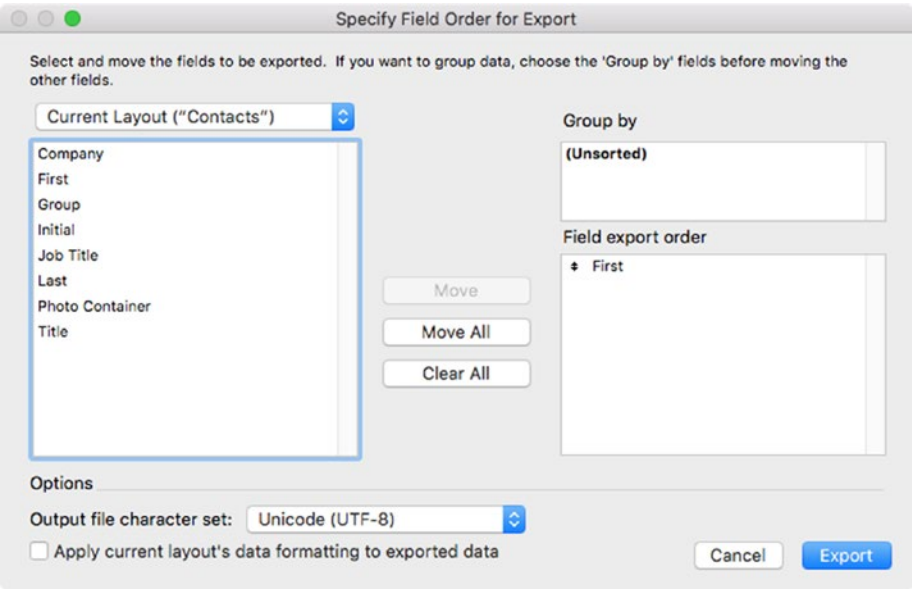 Specify Field Order for Export
Select and move the fields to be exported.  If you want to group data, choose the 'Group by' fields before moving the
other fields.
Current Layout ("Contacts")
Company
First
Group
Initial
Job Title
Last
Photo Container
Title
Move
Move All
Clear All
Group by
(Unsorted)
Field export order
First
Options
Output file character set:
Unicode (UTF-8)
Apply current layout's data formatting to exported data
Cancel
Export